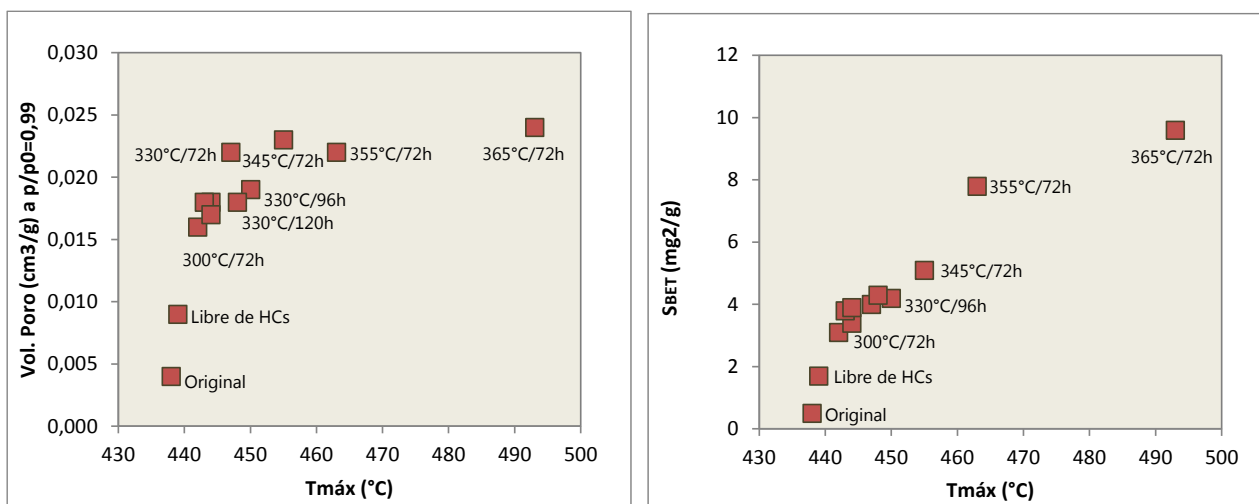 0,030
0,025
0,020
0,015
0,010
0,005
0,000
Vol. Poro (cm3/g) a p/p0=0,99
330°C/72h
345°C/72h
355°C/72h
365°C/72h
330°C/96h
330°C/120h
300°C/72h
Libre de HCs
Original
430 440 450 460 470 480 490 500
Tmáx (°C)
12
10
8
6
4
2
0
SBET (mg2/g)
365°C/72h
355°C/72h
345°C/72h
330°C/96h
300°C/72h
Libre de HCs
Original
430 440 450 460 470 480 490 500
Tmáx (°C)